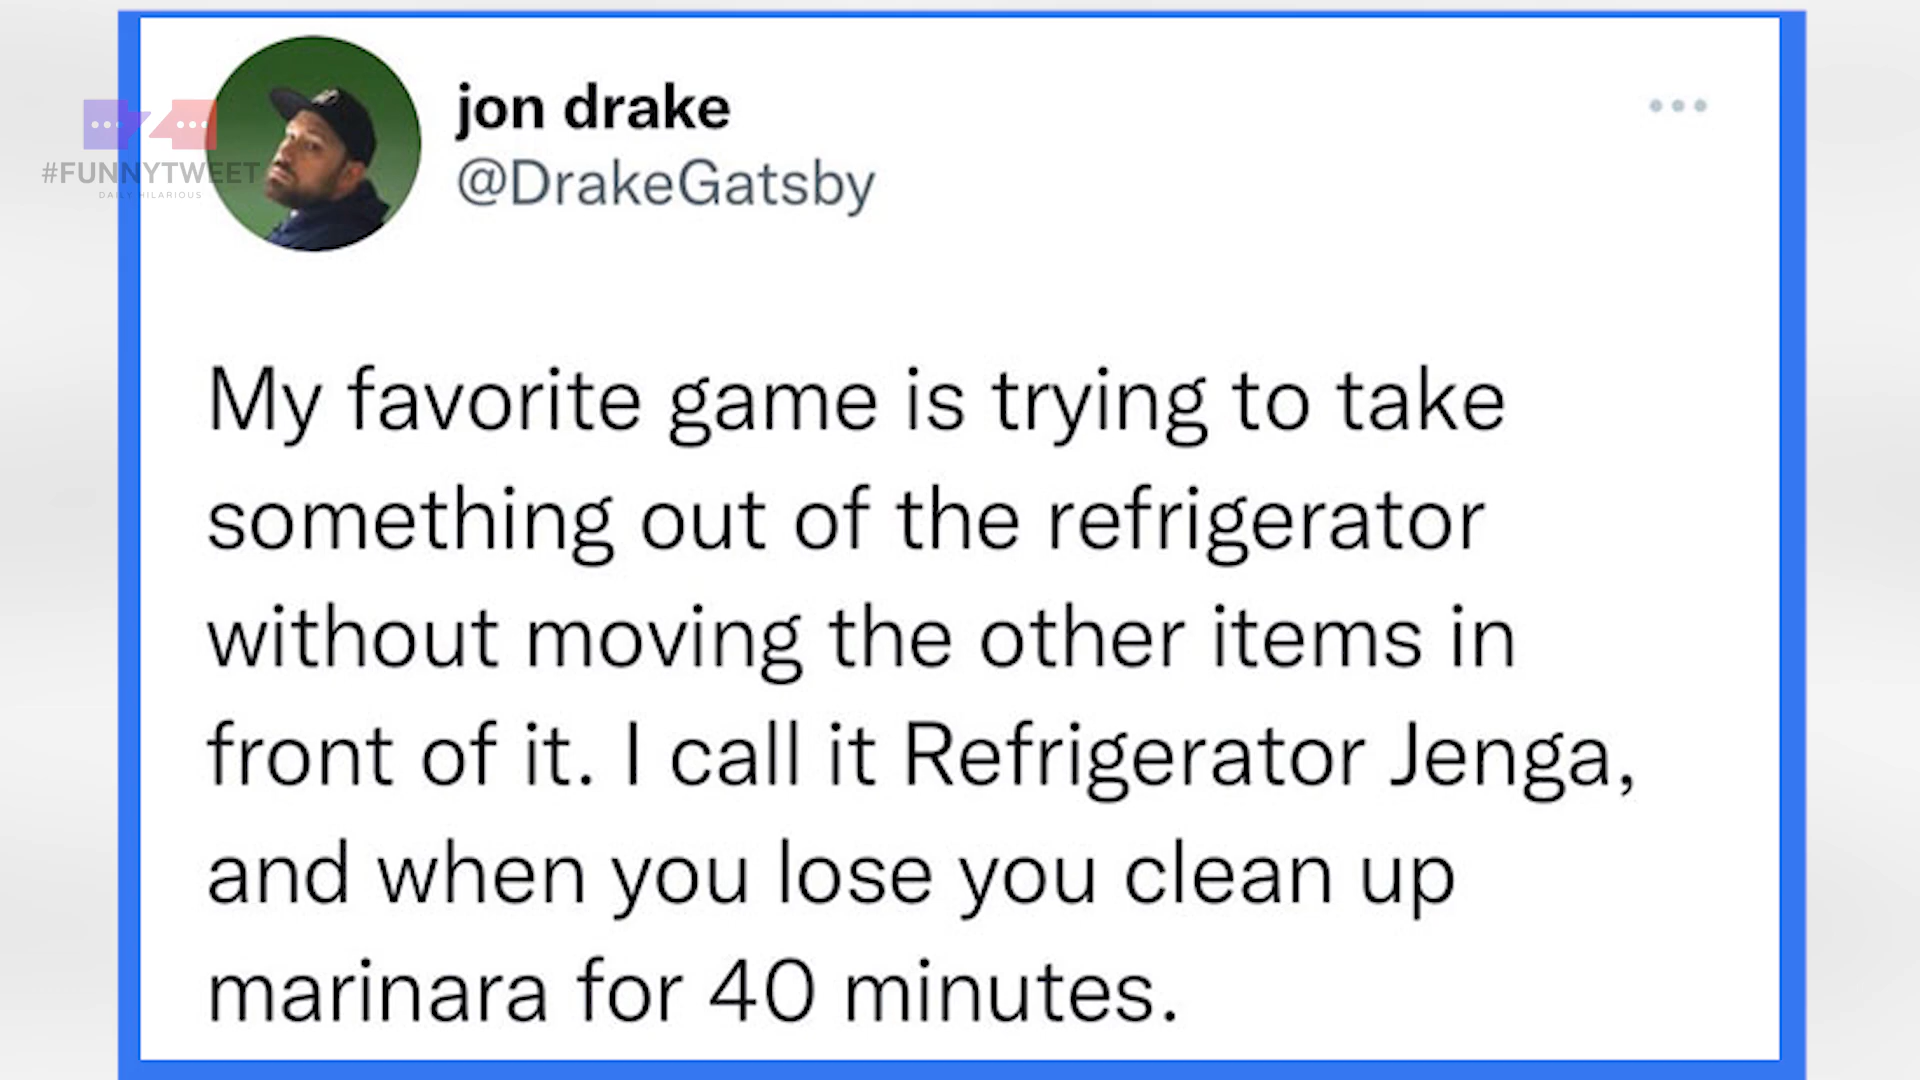 jon drake
@DrakeGatsby
#FUNNYTWEET
DAILY HILARIOUS
My favorite game is trying to take
something out of the refrigerator
without moving the other items in
front of it. I call it Refrigerator Jenga,
and when you lose you clean up
marinara for 40 minutes.